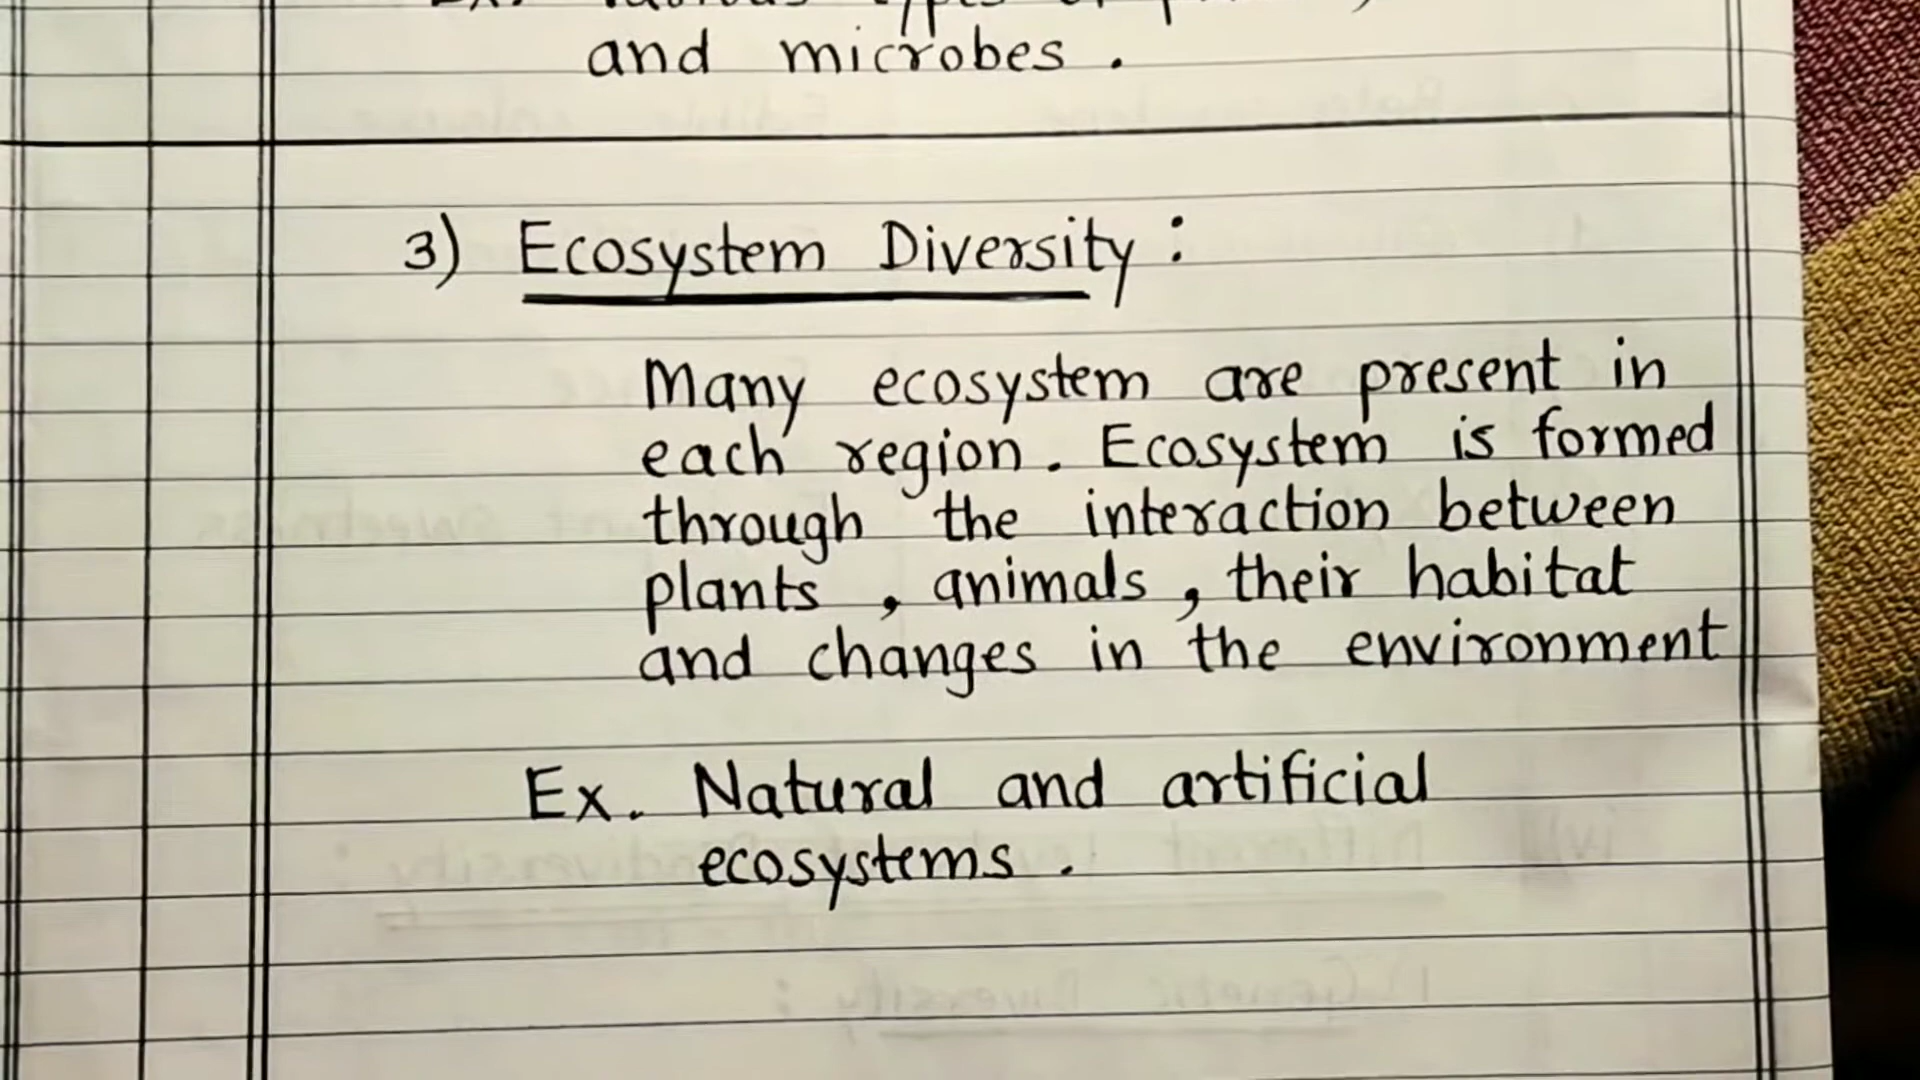 and microbes.
3) Ecosystem Diversity:
Many ecosystem are present in
each region. Ecosystem is formed
through the interaction between
plants, animals, their habitat
and changes in the environment
Ex. Natural and artificial
ecosystems.